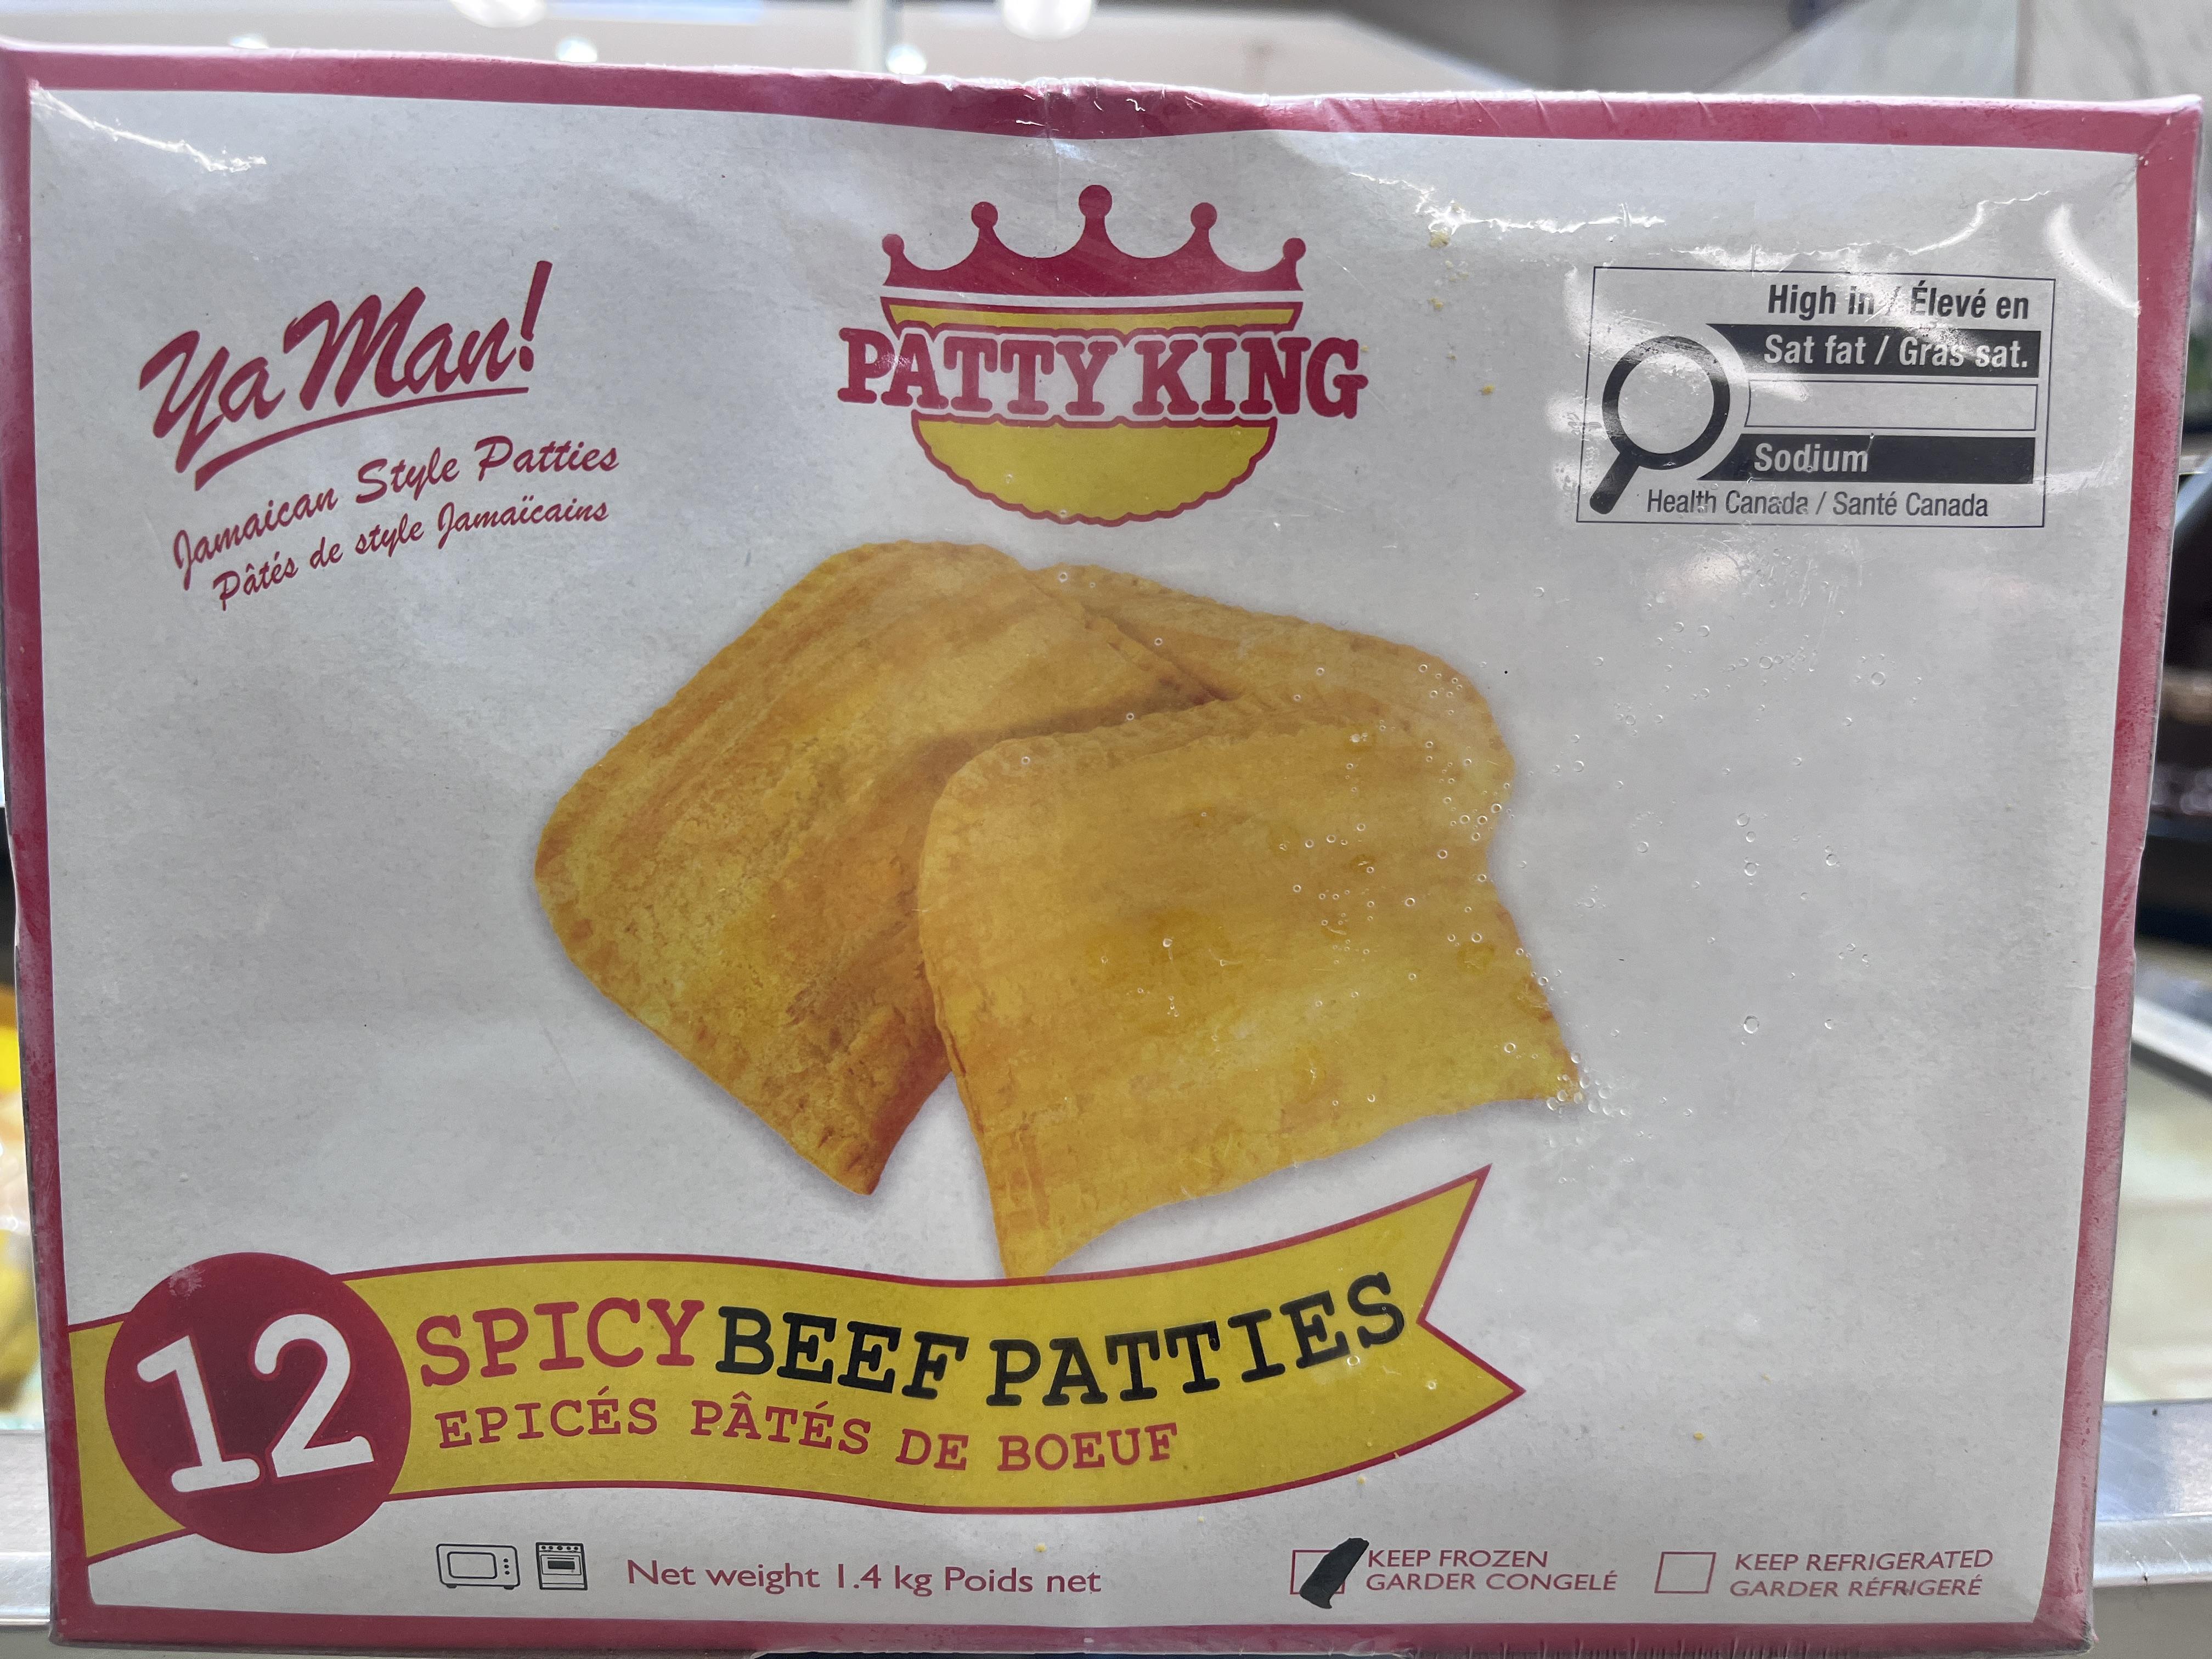 Ya Man!
Jamaican Style Patties
Pâtés de style Jamaïcains
PATTY KING
High in / Élevé en
Sat fat / Gras sat.
Sodium
Health Canada / Santé Canada
12
SPICY BEEF PATTIES
EPICÉS PÂTÉS DE BOEUF
Net weight 1.4 kg Poids net
KEEP FROZEN
GARDER CONGELÉ
KEEP REFRIGERATED
GARDER RÉFRIGERÉ